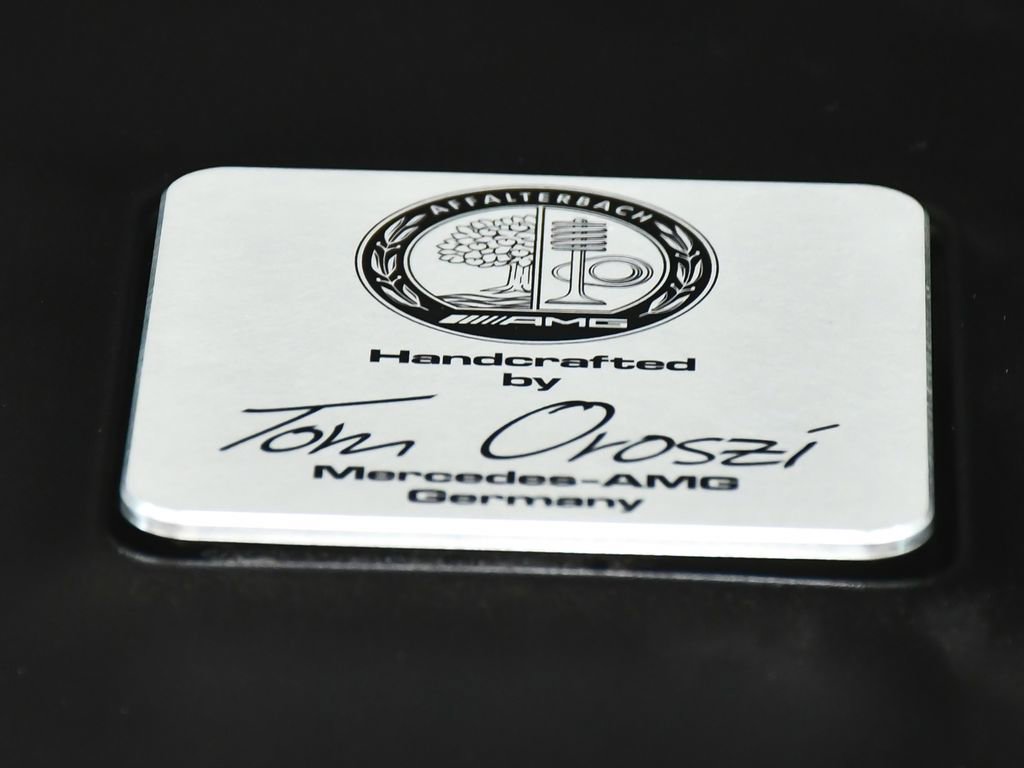 AFFALTERBACH
AMG
Handcrafted
by
Tom Oroszi
Mercedes-AMG
Germany